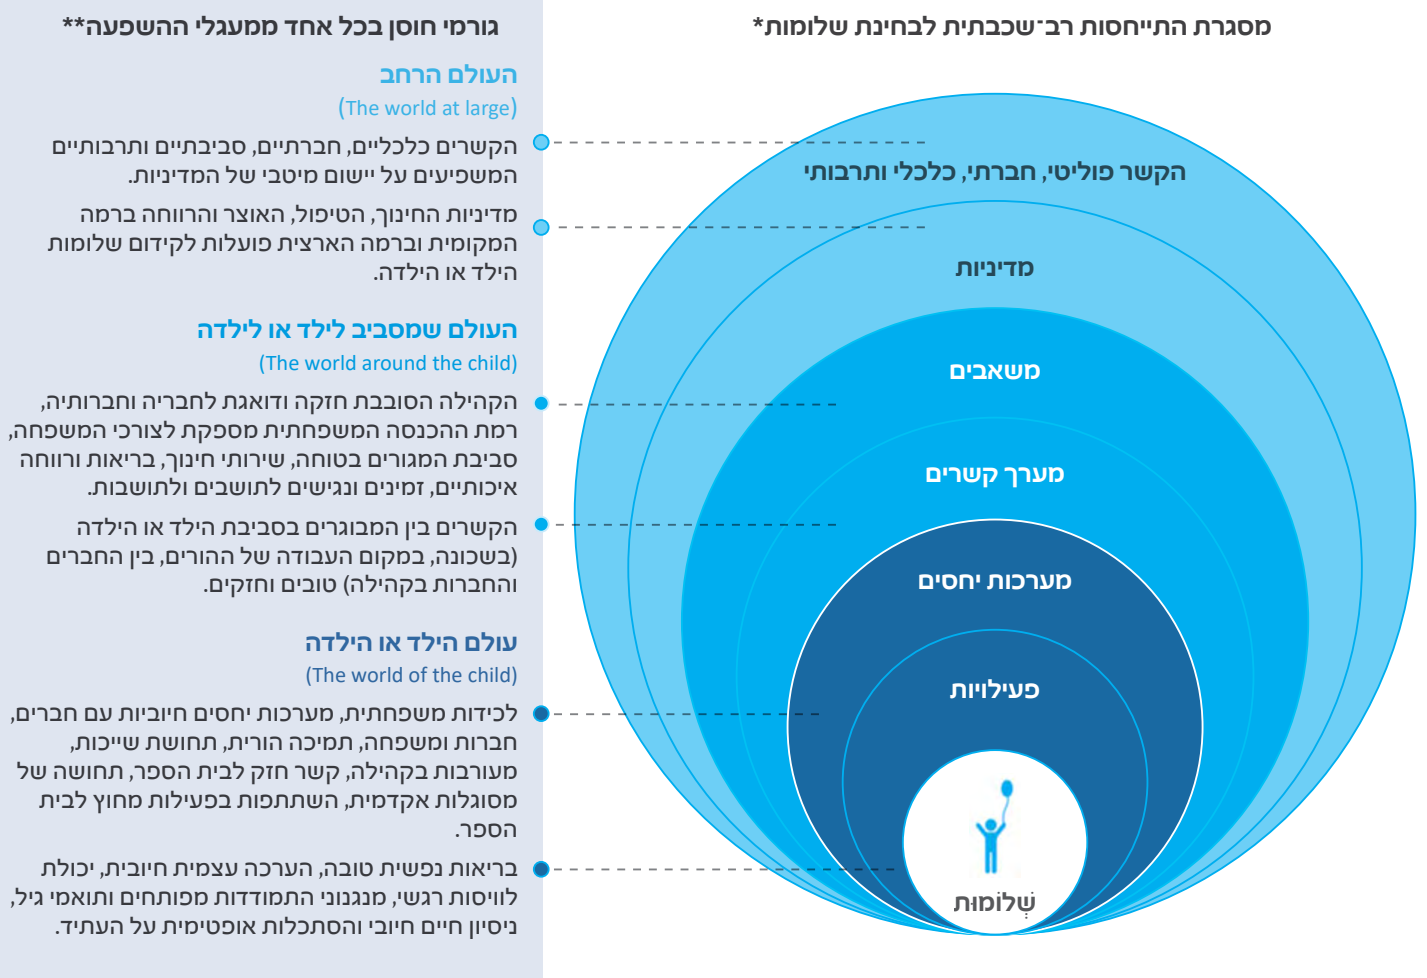 מסגרת התייחסות רב־שכבתית לבחינת שלומות*
הקשר פוליטי, חברתי, כלכלי ותרבותי
מדיניות
משאבים
מערך קשרים
מערכות יחסים
פעילויות
שְׁלוֹמוּת
גורמי חוסן בכל אחד ממעגלי ההשפעה**
העולם הרחב
(The world at large)
הקשרים כלכליים, חברתיים, סביבתיים ותרבותיים
המשפיעים על יישום מיטבי של המדיניות.
מדיניות החינוך, הטיפול, האוצר והרווחה ברמה
המקומית וברמה הארצית פועלות לקידום שלומות
הילד או הילדה.
העולם שמסביב לילד או לילדה
(The world around the child)
הקהילה הסובבת חזקה ודואגת לחבריה וחברותיה,
רמת ההכנסה המשפחתית מספקת לצורכי המשפחה,
סביבת המגורים בטוחה, שירותי חינוך, בריאות ורווחה
איכותיים, זמינים ונגישים לתושבים ולתושבות.
הקשרים בין המבוגרים בסביבת הילד או הילדה
(בשכונה, במקום העבודה של ההורים, בין החברים
והחברות בקהילה) טובים וחזקים.
עולם הילד או הילדה
(The world of the child)
לכידות משפחתית, מערכות יחסים חיוביות עם חברים,
חברות ומשפחה, תמיכה הורית, תחושת שייכות,
מעורבות בקהילה, קשר חזק לבית הספר, תחושה של
מסוגלות אקדמית, השתתפות בפעילות מחוץ לבית
הספר.
בריאות נפשית טובה, הערכה עצמית חיובית, יכולת
לוויסות רגשי, מנגנוני התמודדות מפותחים ותואמי גיל,
ניסיון חיים חיובי והסתכלות אופטימית על העתיד.